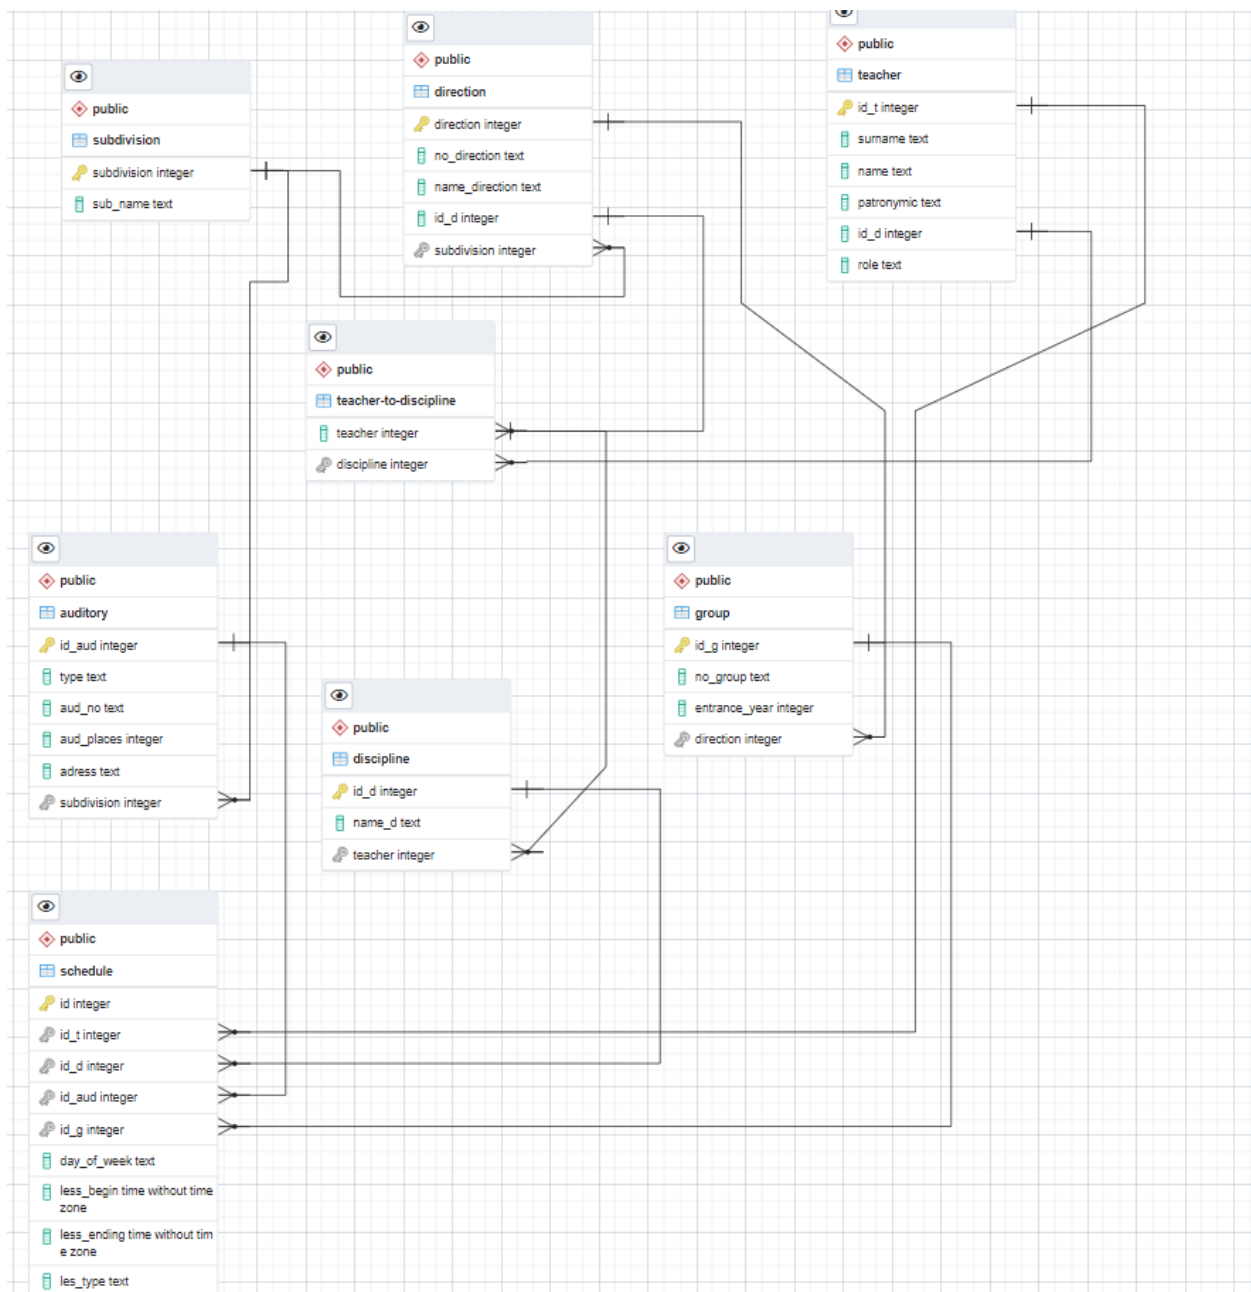 public
subdivision
subdivision integer
sub_name text
public
direction
direction integer
no_direction text
name_direction text
id_d integer
subdivision integer
public
teacher
id_t integer
surname text
name text
patronymic text
id_d integer
role text
public
teacher-to-discipline
teacher integer
discipline integer
public
auditory
id_aud integer
type text
aud_no text
aud_places integer
adress text
subdivision integer
public
discipline
id_d integer
name_d text
teacher integer
public
group
id_g integer
no_group text
entrance_year integer
direction integer
public
schedule
id integer
id_t integer
id_d integer
id_aud integer
id_g integer
day_of_week text
less_begin time without time
zone
less_ending time without tim
e zone
les_type text